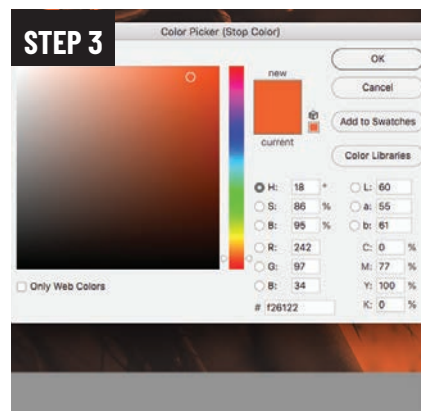 STEP 3
Color Picker (Stop Color)
new
current
OK
Cancel
Add to Swatches
Color Libraries
H: 18 °
S: 86 %
B: 95 %
R: 242
G: 97
B: 34
# f26122
L: 60
a: 55
b: 61
C: 0 %
M: 77 %
Y: 100 %
K: 0 %
Only Web Colors